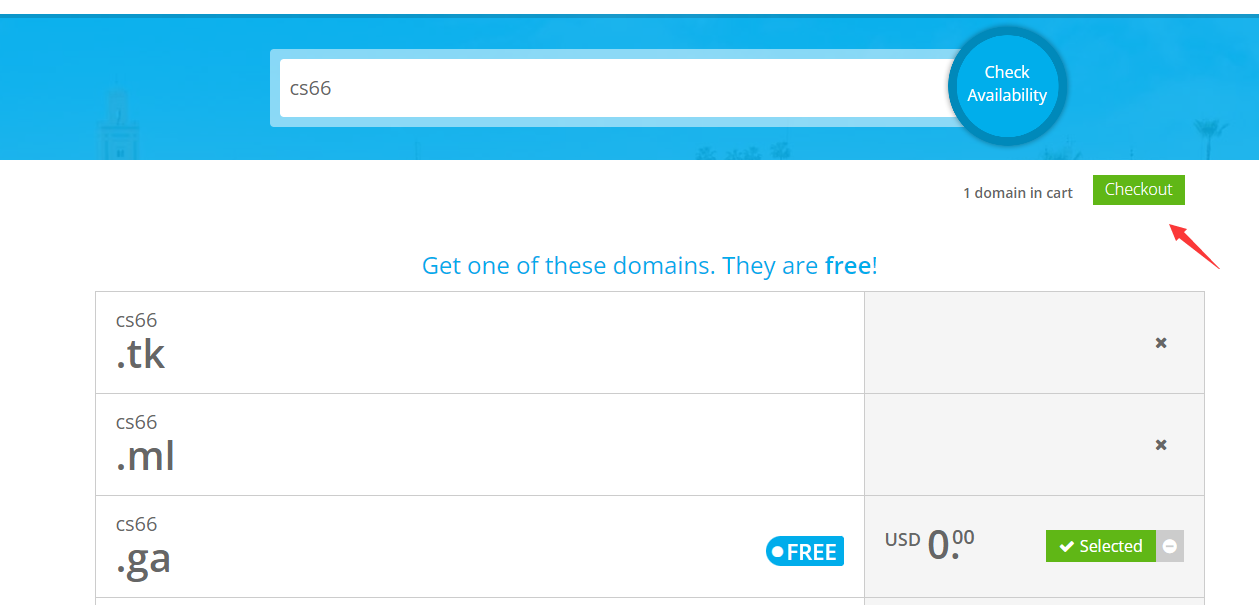 cs66
Check
Availability
1 domain in cart
Checkout
Get one of these domains. They are free!
cs66
.tk
cs66
.ml
cs66
.ga
FREE
USD 0.00
Selected